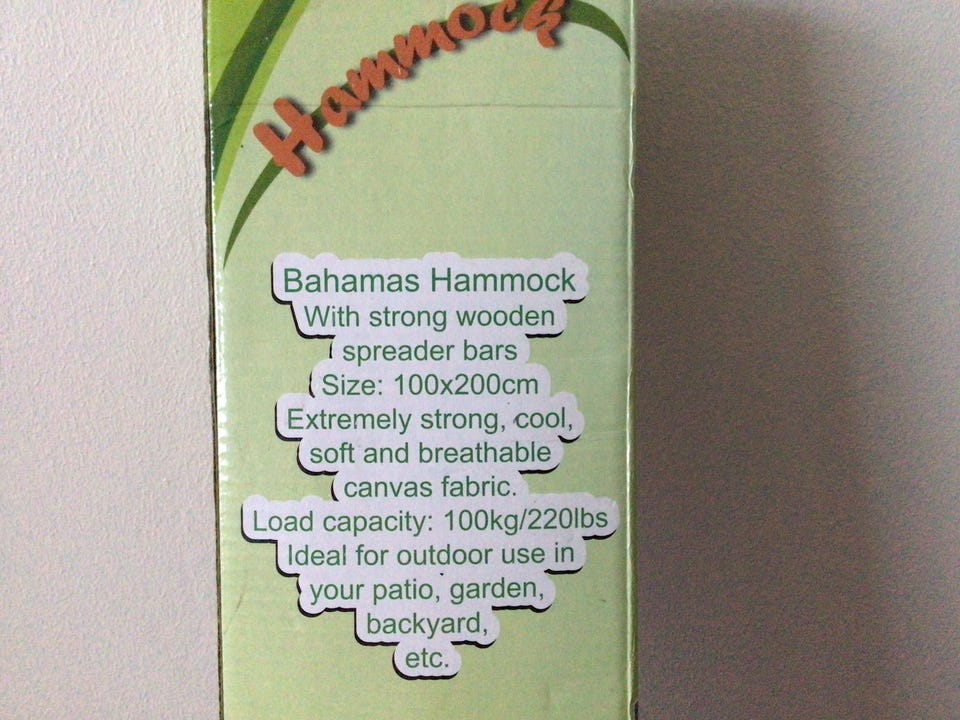 Hammock
Bahamas Hammock
With strong wooden
spreader bars
Size: 100x200cm
Extremely strong, cool,
soft and breathable
canvas fabric.
Load capacity: 100kg/220lbs
Ideal for outdoor use in
your patio, garden,
backyard,
etc.